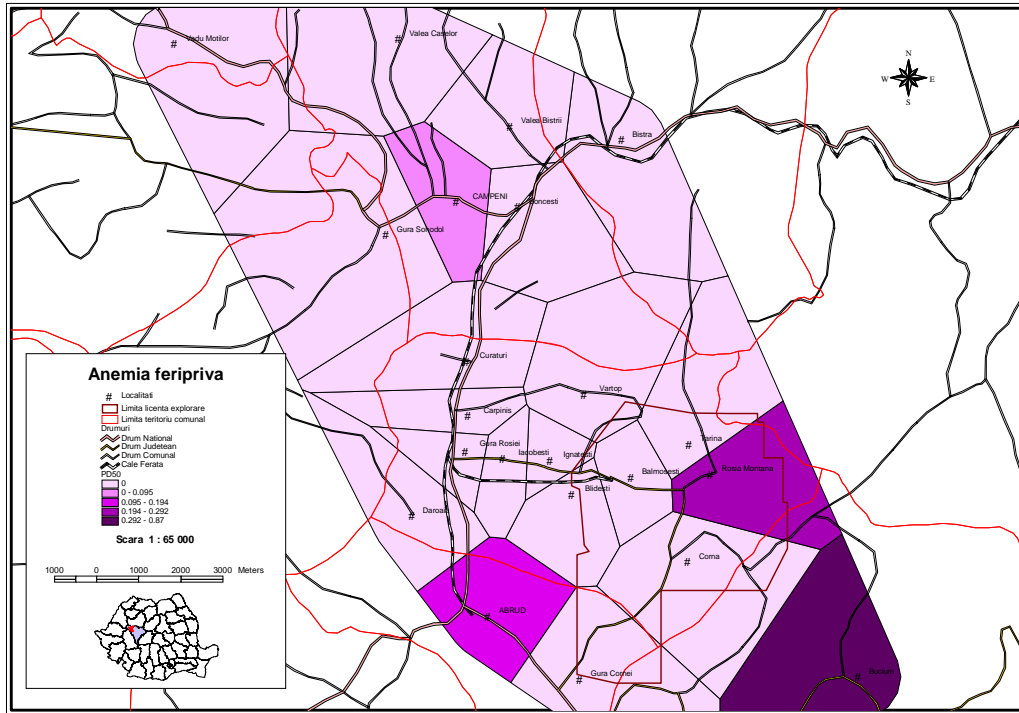 Vadu Motilor
Valea Caselor
N
W E
S
Valea Bistrii
Bistra
CAMPENI
Boncesti
Gura Sohodol
Curaturi
Vartop
Carpinis
Tarina
Gura Rosiei
Iacobesti
Ignatesti
Balmosesti
Rosia Montana
Blidesti
Daroaia
Corna
ABRUD
Gura Cornei
Bucium
Anemia feripriva
Localitati
Limita licenta explorare
Limita teritoriu comunal
Drumuri
Drum National
Drum Judetean
Drum Comunal
Cale Ferata
PD50
0
0 - 0.095
0.095 - 0.194
0.194 - 0.292
0.292 - 0.87
Scara 1 : 65 000
1000 0 1000 2000 3000 Meters